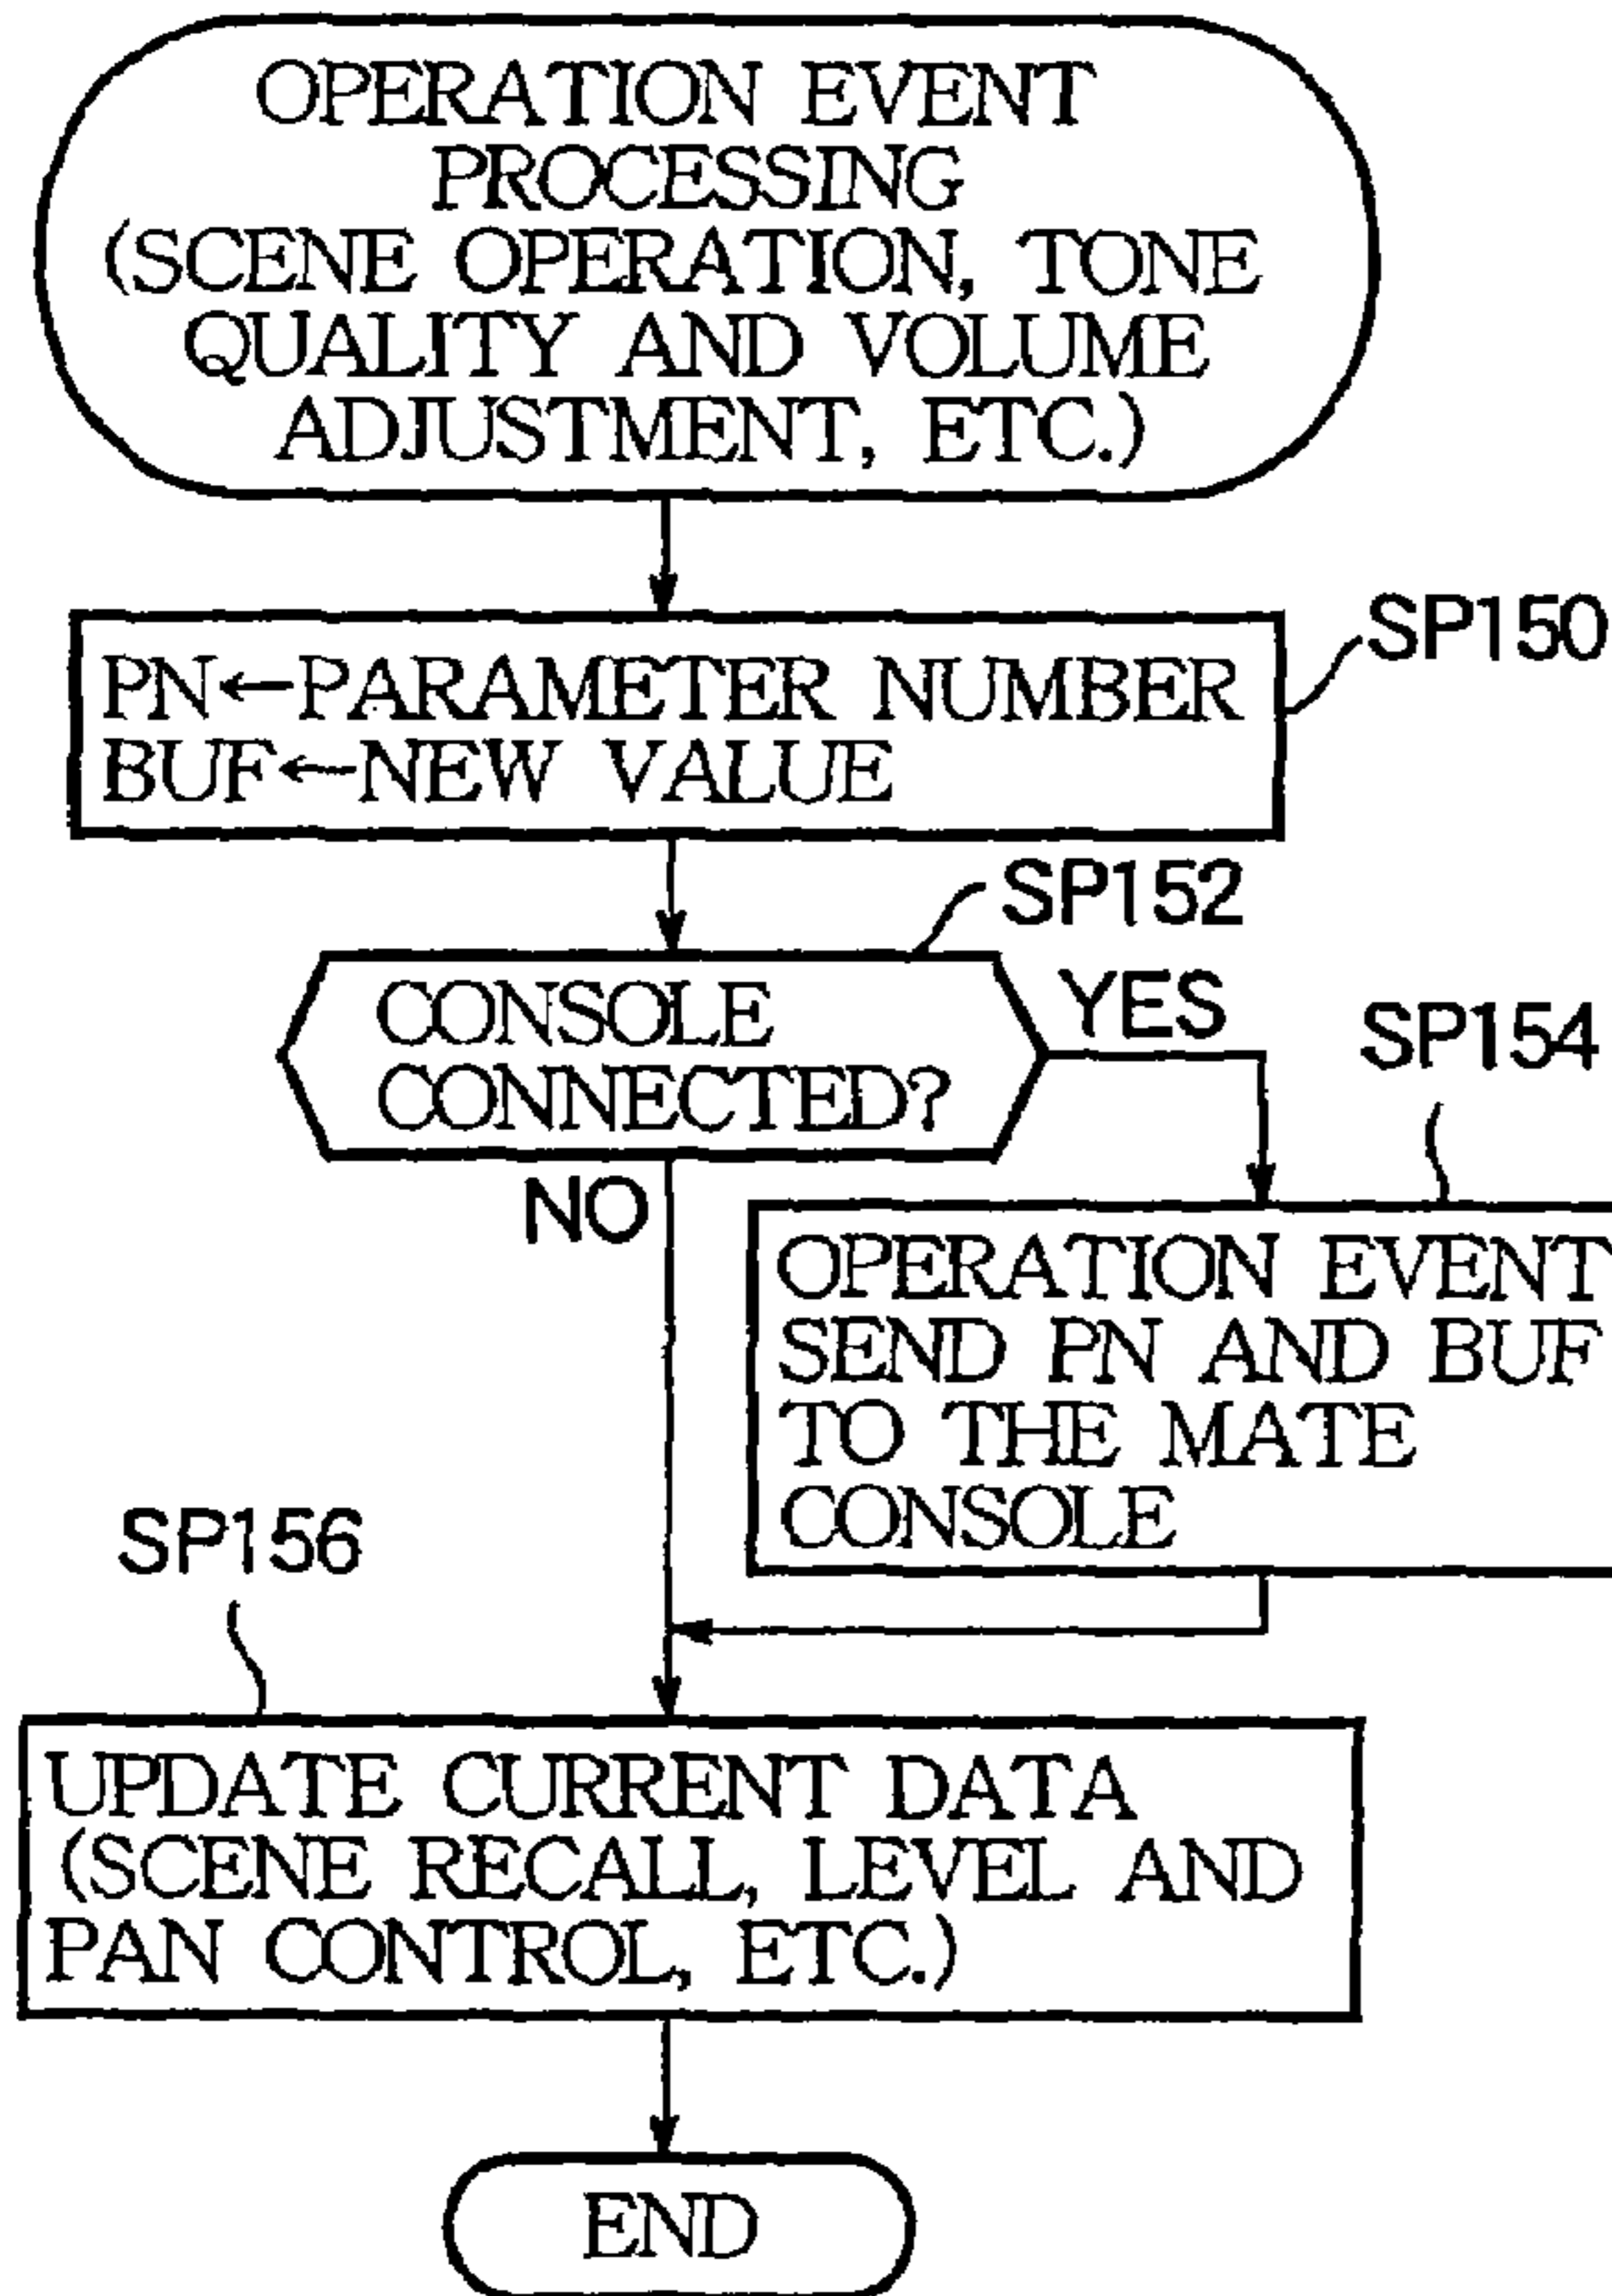 OPERATION EVENT
PROCESSING
(SCENE OPERATION, TONE
QUALITY AND VOLUME
ADJUSTMENT, ETC.)
SP150
PN←PARAMETER NUMBER
BUF←NEW VALUE
SP152
CONSOLE
CONNECTED?
YES
NO
SP154
OPERATION EVENT
SEND PN AND BUF
TO THE MATE
CONSOLE
SP156
UPDATE CURRENT DATA
(SCENE RECALL, LEVEL AND
PAN CONTROL, ETC.)
END